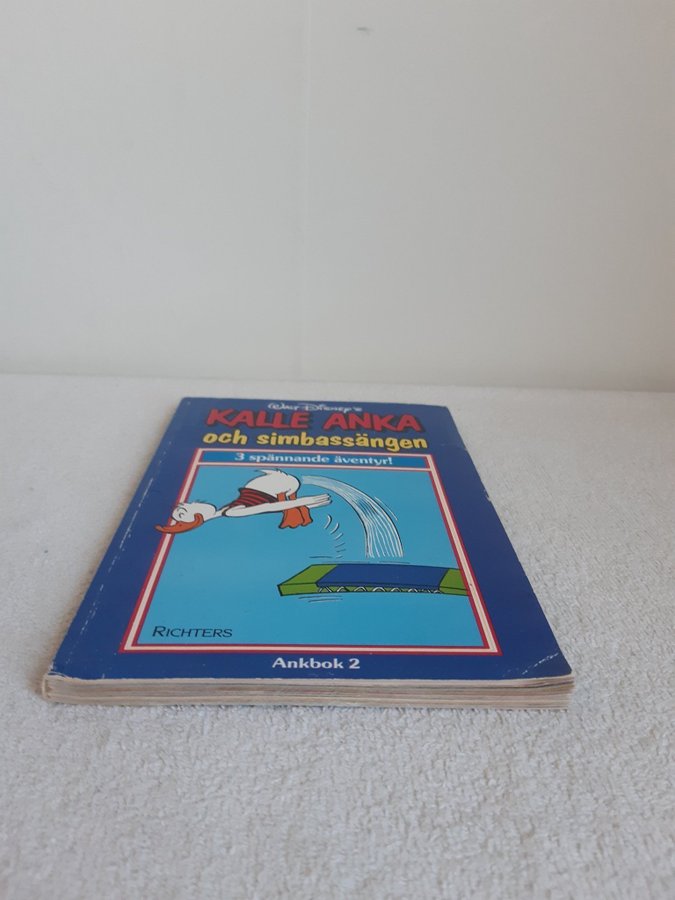 Walt Disney's
KALLE ANKA
och simbassängen
3 spännande äventyr!
RICHTERS
Ankbok 2